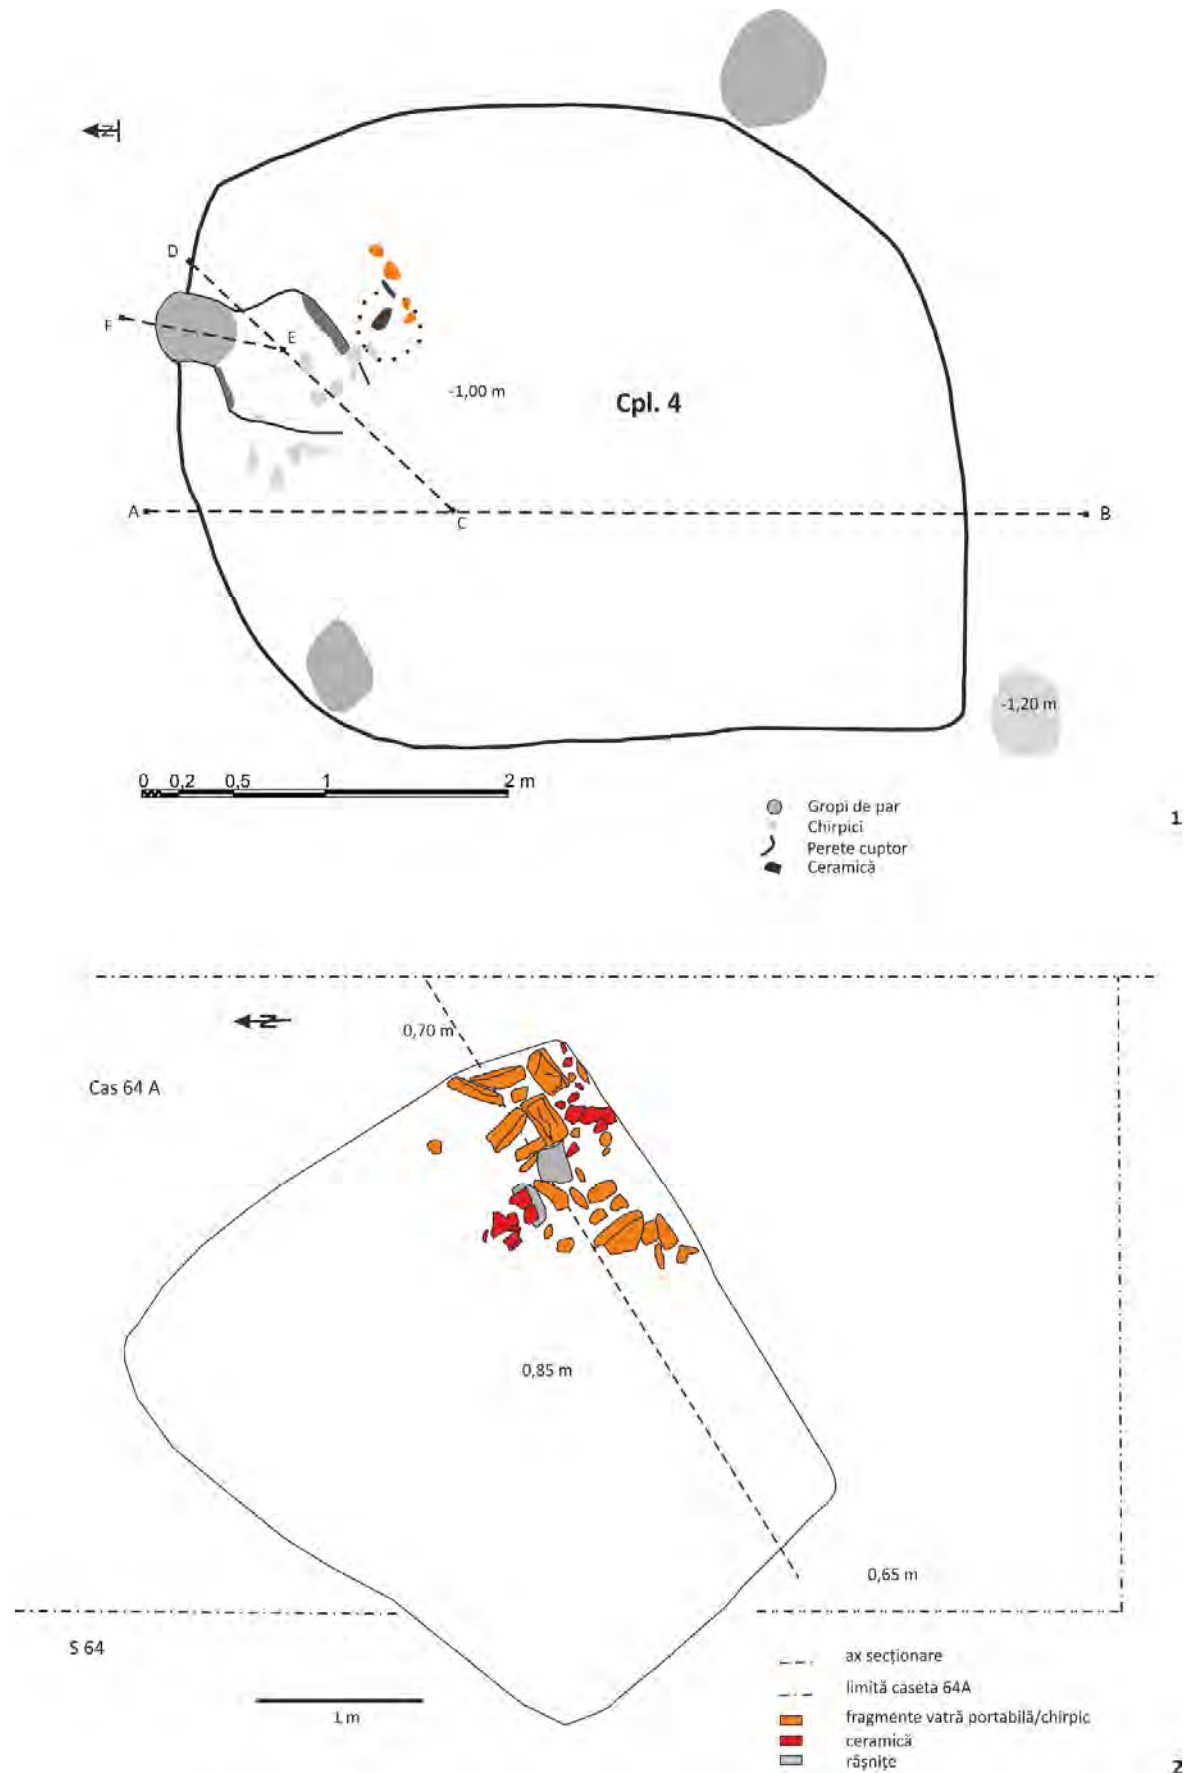 N
D
F
E
-1,00 m
Cpl. 4
A
C
B
-1,20 m
0 0,2 0,5 1 2 m
Gropi de par
Chirpici
Perete cuptor
Ceramică
1
N
0,70 m
Cas 64 A
0,85 m
0,65 m
S 64
1 m
ax secționare
limită caseta 64A
fragmente vatră portabilă/chirpic
ceramică
râșnițe
2